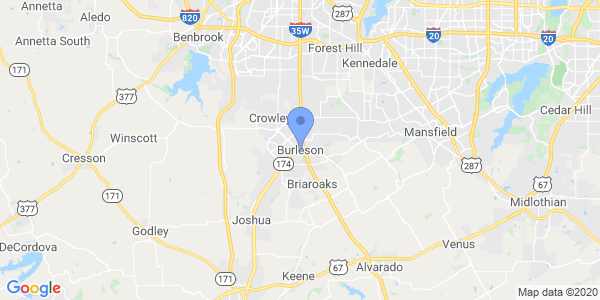 Annetta
Aledo
820
287
Annetta South
Benbrook
35W
20
Forest Hill
20
Kennedale
171
377
Cedar Hill
Crowley
Mansfield
Winscott
Cresson
Burleson
174
287
67
Briaroaks
171
377
Midlothian
Joshua
Godley
Venus
DeCordova
Alvarado
67
Keene
171
Google
Map data ©2020